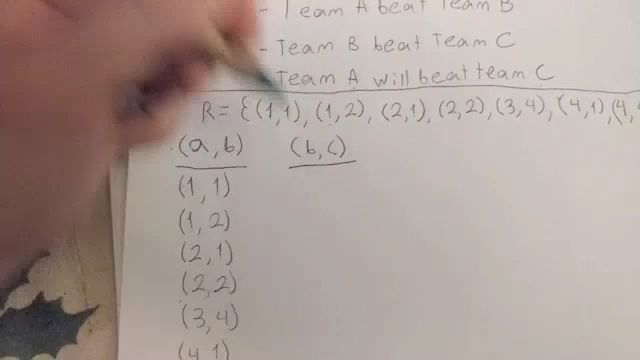 - Team A beat Team B
- Team B beat Team C
Team A will beat team C
R = {(1,1), (1,2), (2,1), (2,2), (3,4), (4,1), (4,
(a,b) (b,c)
(1,1)
(1,2)
(2,1)
(2,2)
(3,4)
(4,1)